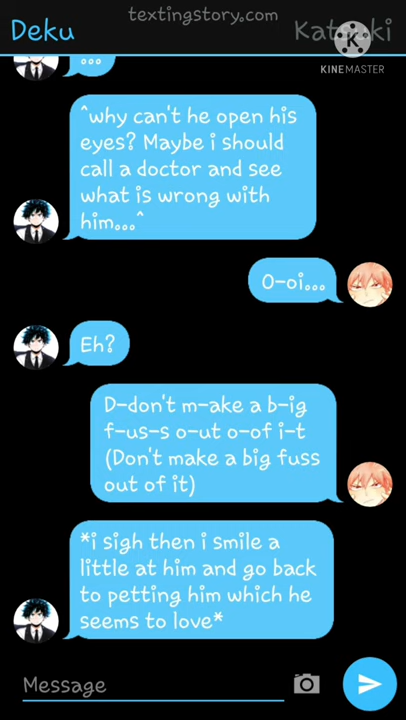 textingstory.com
Deku
Katsuki
KINEMASTER
...
^why can't he open his
eyes? Maybe i should
call a doctor and see
what is wrong with
him...^
O-oi...
Eh?
D-don't m-ake a b-ig
f-us-s o-ut o-of i-t
(Don't make a big fuss
out of it)
*i sigh then i smile a
little at him and go back
to petting him which he
seems to love*
Message